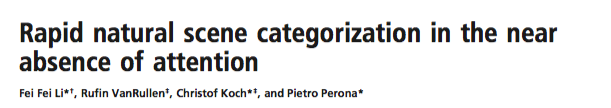 Rapid natural scene categorization in the near
absence of attention
Fei Fei Li*†, Rufin VanRullen‡, Christof Koch*‡, and Pietro Perona*